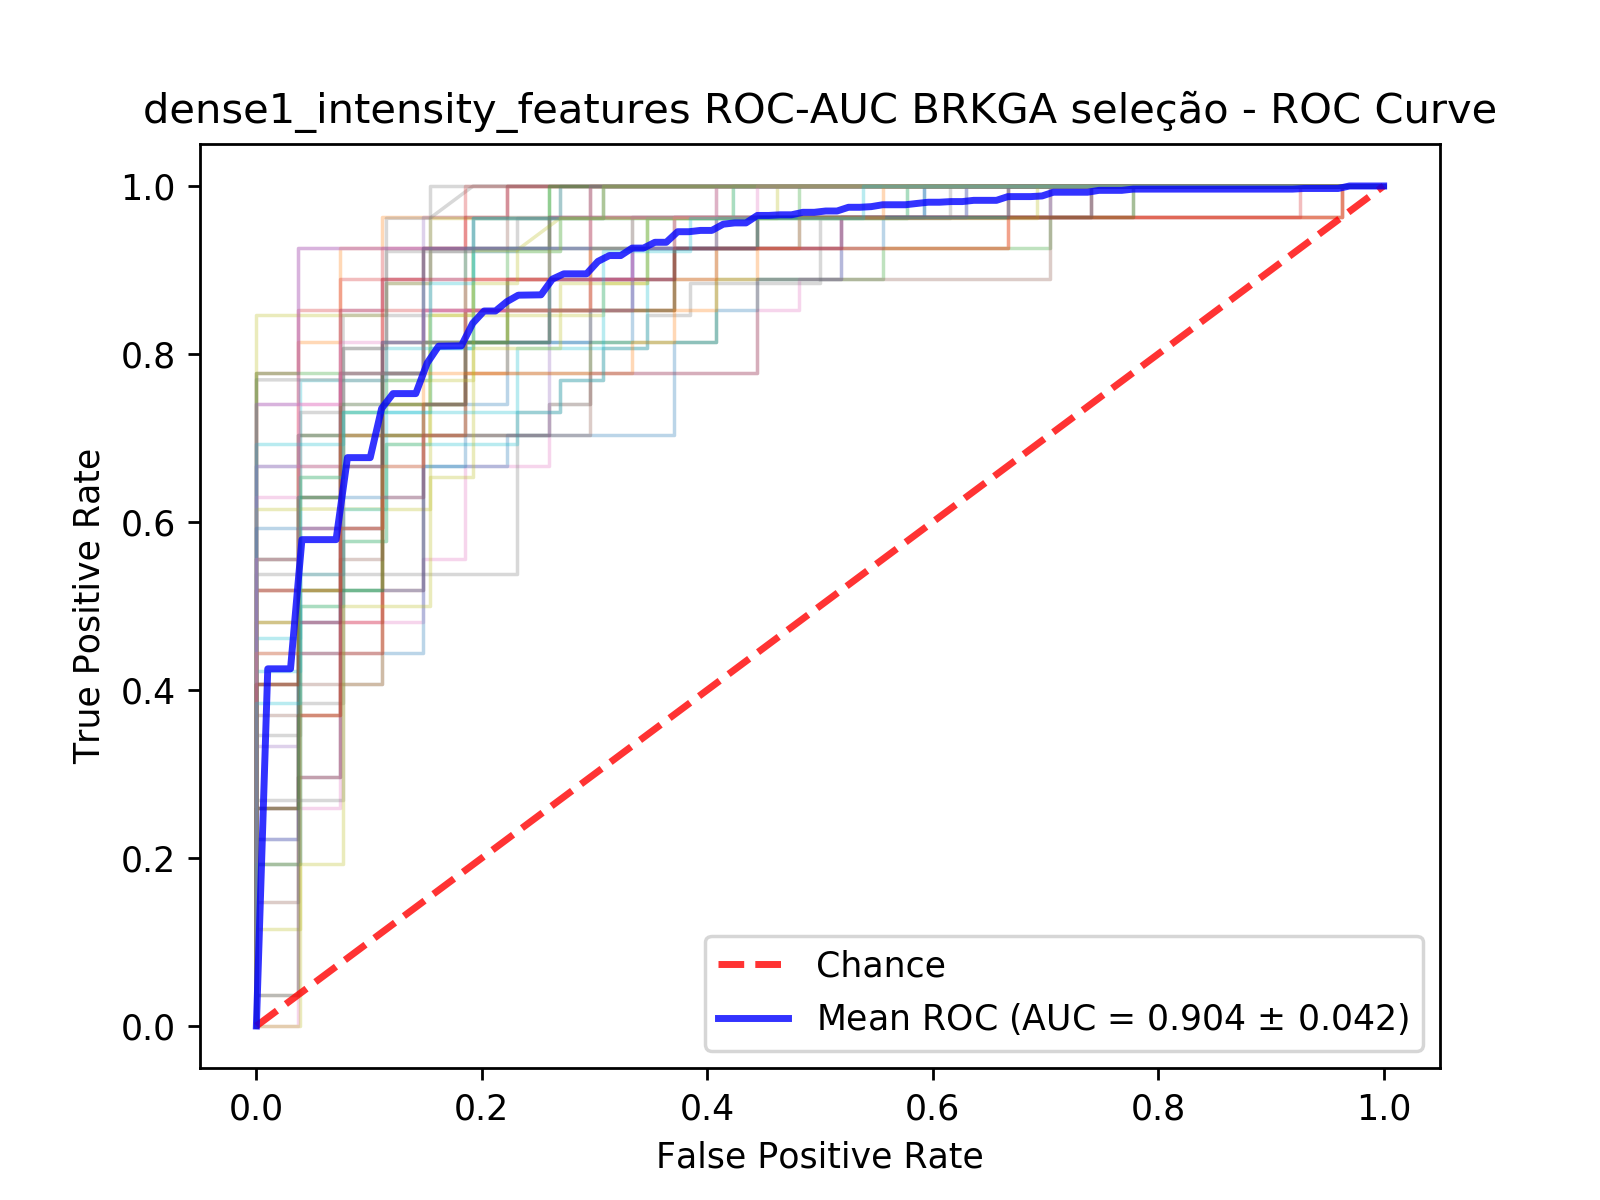 dense1_intensity_features ROC-AUC BRKGA seleção - ROC Curve
True Positive Rate
1.0
0.8
0.6
0.4
0.2
0.0
Chance
Mean ROC (AUC = 0.904 ± 0.042)
0.0 0.2 0.4 0.6 0.8 1.0
False Positive Rate